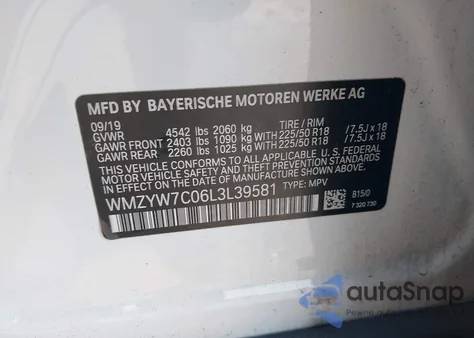 MFD BY BAYERISCHE MOTOREN WERKE AG
09/19
GVWR 4542 lbs 2060 kg TIRE / RIM
GAWR FRONT 2403 lbs 1090 kg WITH 225/50 R18 /7.5J x 18
GAWR REAR 2260 lbs 1025 kg WITH 225/50 R18 /7.5J x 18
THIS VEHICLE CONFORMS TO ALL APPLICABLE U.S. FEDERAL
MOTOR VEHICLE SAFETY, BUMPER, AND THEFT PREVENTION
STANDARDS IN EFFECT ON THE DATE OF MANUFACTURE
SHOWN ABOVE.
WMZYW7C06L3L39581 TYPE: MPV
B15/0
7 320 730
autoSnap